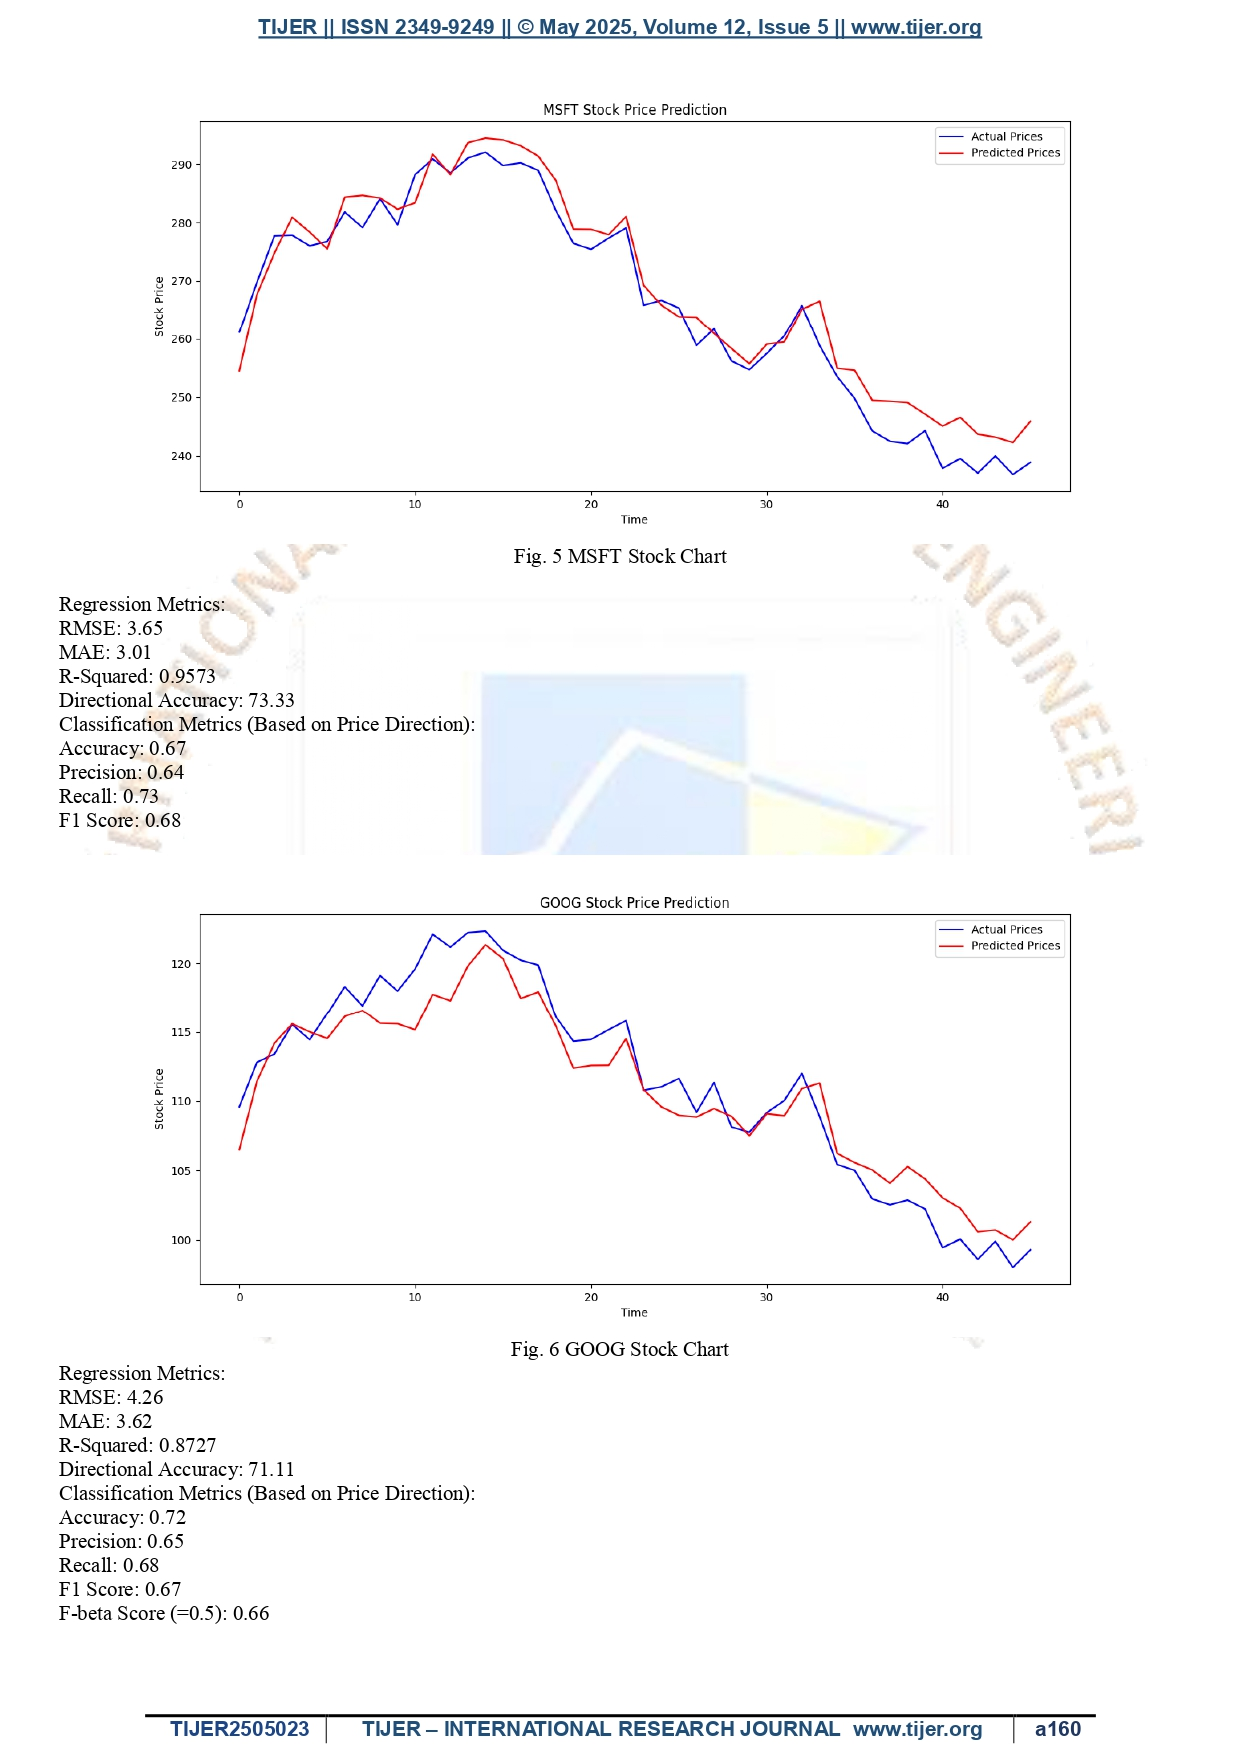 TIJER || ISSN 2349-9249 || © May 2025, Volume 12, Issue 5 || www.tijer.org
MSFT Stock Price Prediction
Actual Prices
Predicted Prices
290
280
270
260
250
240
Stock Price
0 10 20 30 40
Time
Fig. 5 MSFT Stock Chart
Regression Metrics:
RMSE: 3.65
MAE: 3.01
R-Squared: 0.9573
Directional Accuracy: 73.33
Classification Metrics (Based on Price Direction):
Accuracy: 0.67
Precision: 0.64
Recall: 0.73
F1 Score: 0.68
GOOG Stock Price Prediction
Actual Prices
Predicted Prices
120
115
110
105
100
Stock Price
0 10 20 30 40
Time
Fig. 6 GOOG Stock Chart
Regression Metrics:
RMSE: 4.26
MAE: 3.62
R-Squared: 0.8727
Directional Accuracy: 71.11
Classification Metrics (Based on Price Direction):
Accuracy: 0.72
Precision: 0.65
Recall: 0.68
F1 Score: 0.67
F-beta Score (=0.5): 0.66
TIJER2505023 TIJER – INTERNATIONAL RESEARCH JOURNAL www.tijer.org a160